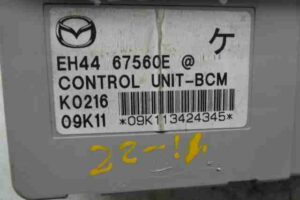 ケ
EH44 67560E @
CONTROL UNIT-BCM
K0216
09K11 *09K113424345*